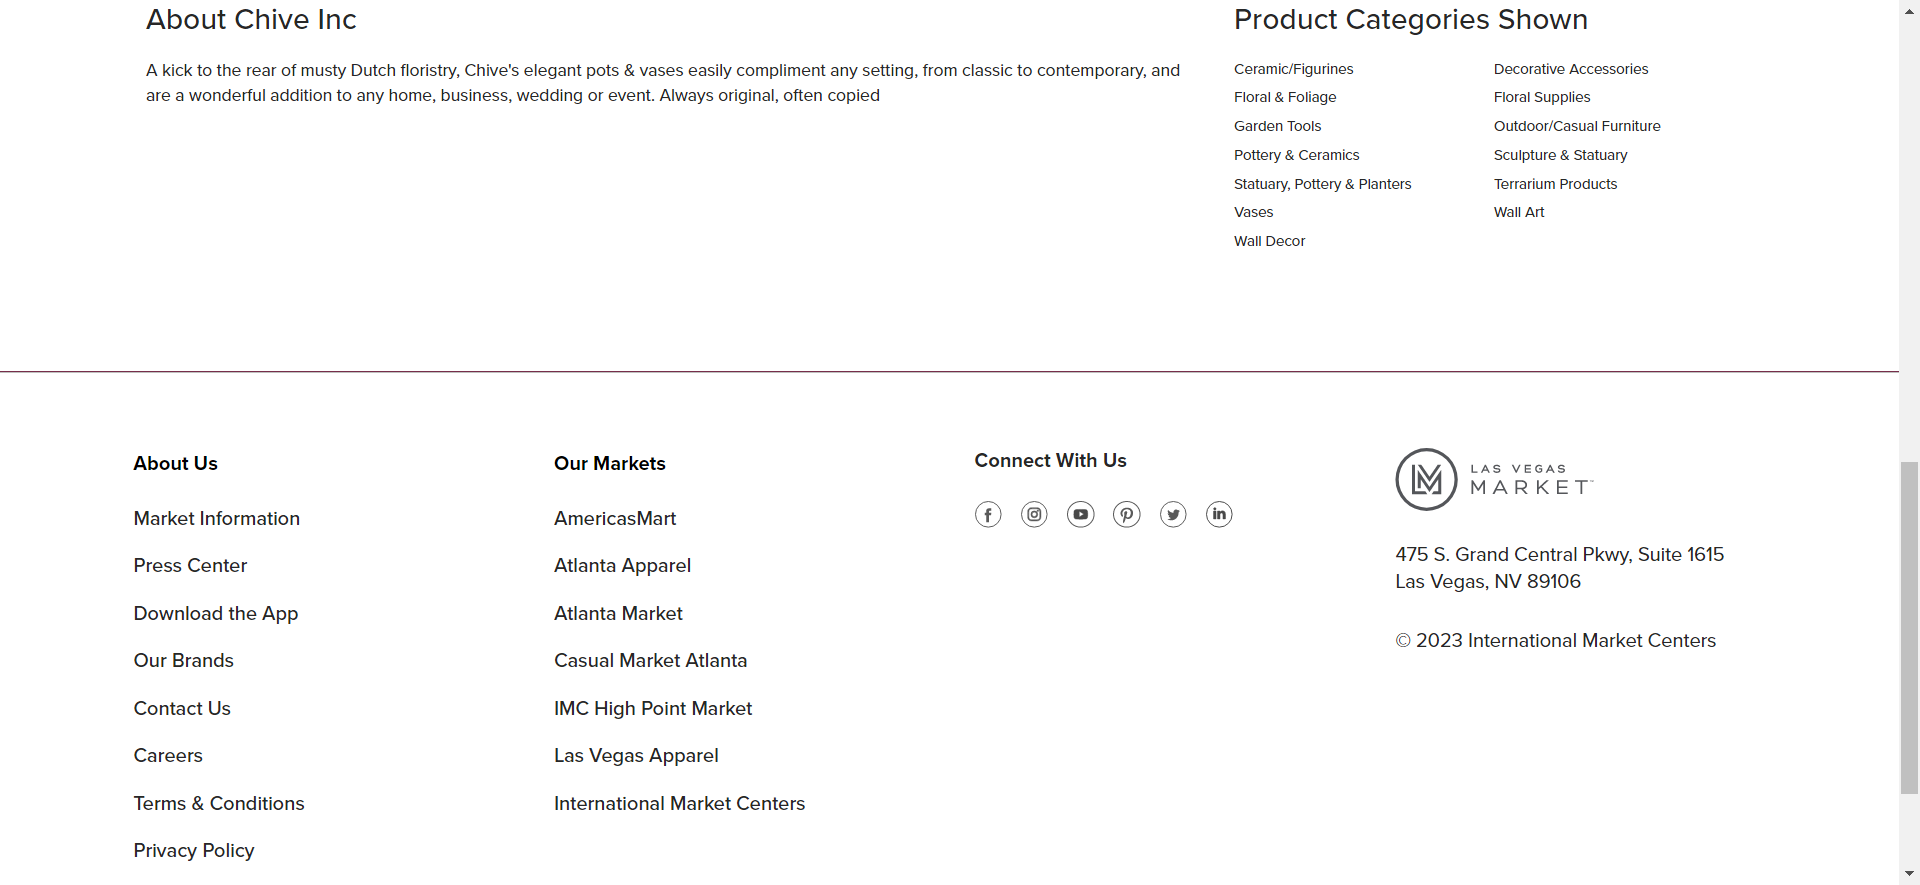 About Chive Inc
A kick to the rear of musty Dutch floristry, Chive's elegant pots & vases easily compliment any setting, from classic to contemporary, and
are a wonderful addition to any home, business, wedding or event. Always original, often copied
Product Categories Shown
Ceramic/Figurines
Decorative Accessories
Floral & Foliage
Floral Supplies
Garden Tools
Outdoor/Casual Furniture
Pottery & Ceramics
Sculpture & Statuary
Statuary, Pottery & Planters
Terrarium Products
Vases
Wall Art
Wall Decor
About Us
Market Information
Press Center
Download the App
Our Brands
Contact Us
Careers
Terms & Conditions
Privacy Policy
Our Markets
AmericasMart
Atlanta Apparel
Atlanta Market
Casual Market Atlanta
IMC High Point Market
Las Vegas Apparel
International Market Centers
Connect With Us
LAS VEGAS
MARKET
475 S. Grand Central Pkwy, Suite 1615
Las Vegas, NV 89106
© 2023 International Market Centers